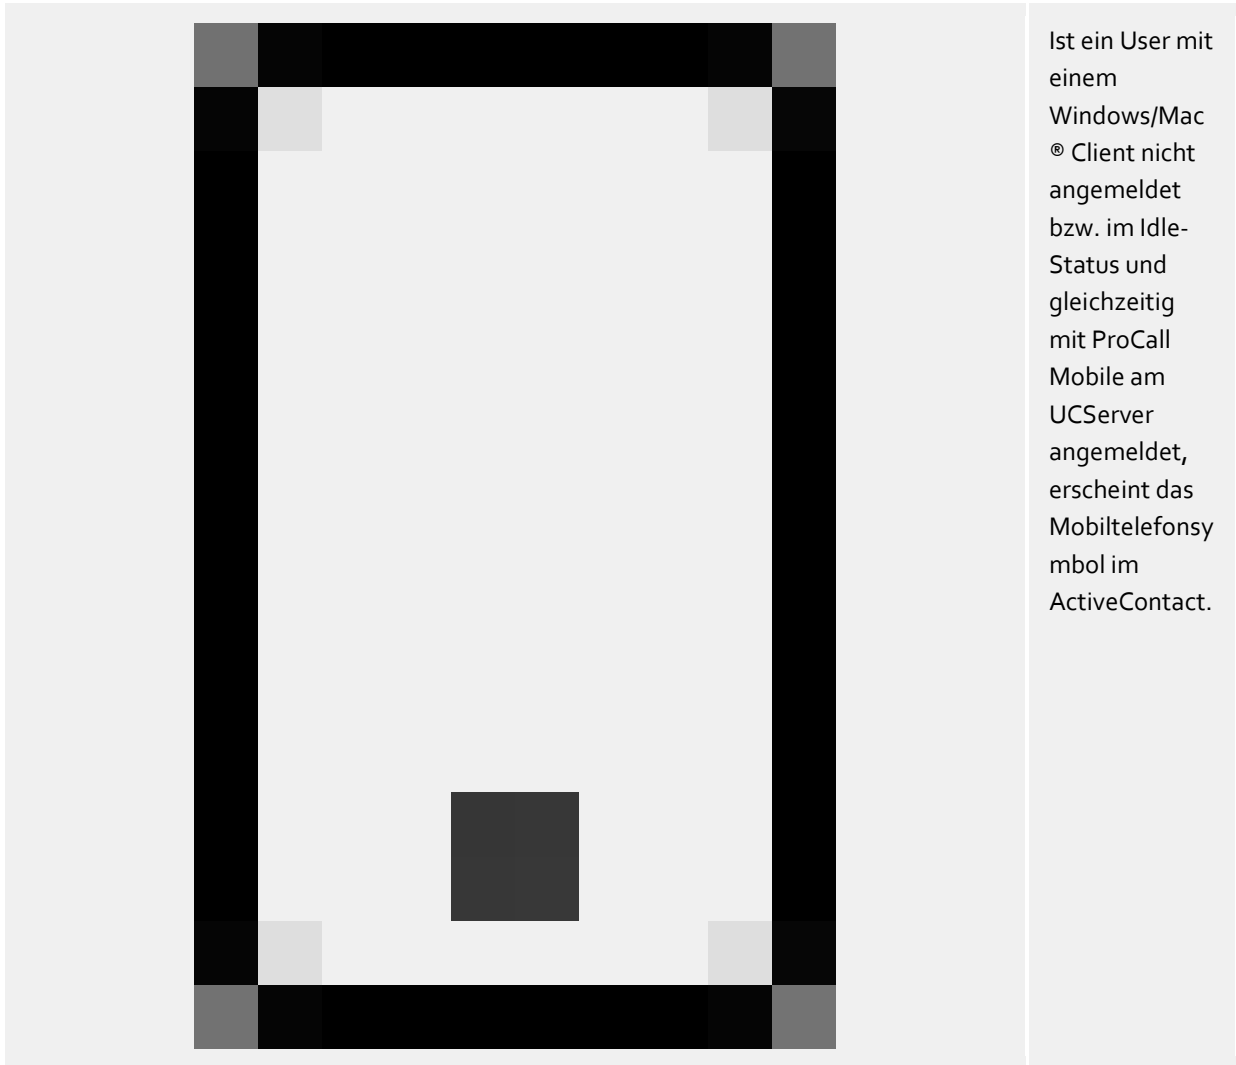 Ist ein User mit
einem
Windows/Mac
® Client nicht
angemeldet
bzw. im Idle-
Status und
gleichzeitig
mit ProCall
Mobile am
UCServer
angemeldet,
erscheint das
Mobiltelefonsy
mbol im
ActiveContact.